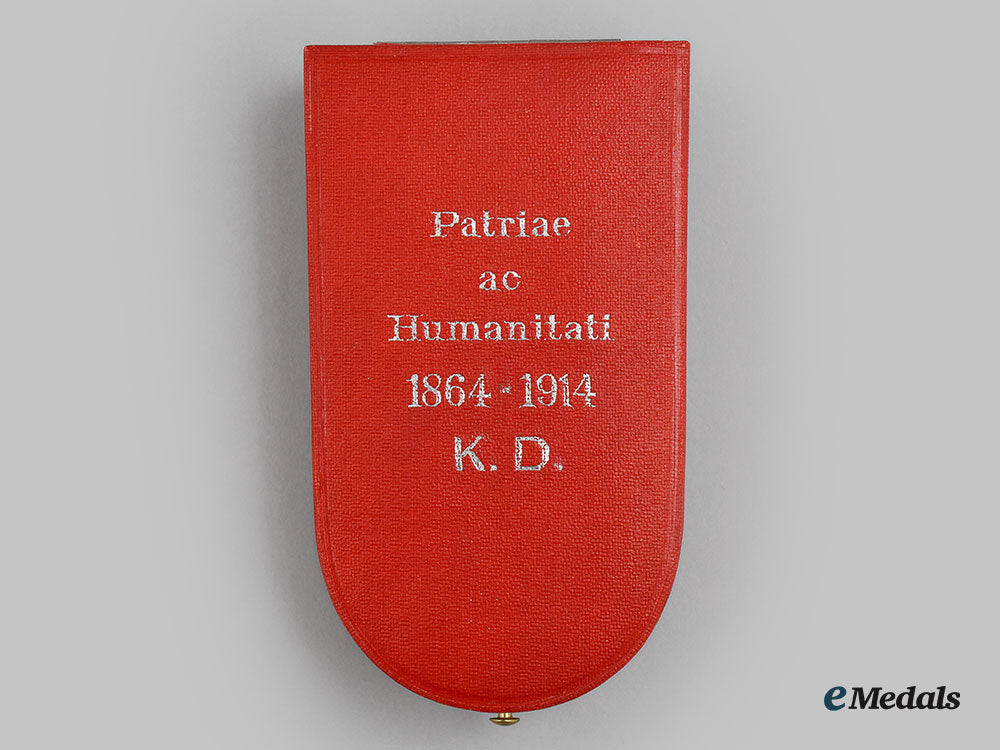 Patriae
ac
Humanitati
1864-1914
K. D.
eMedals